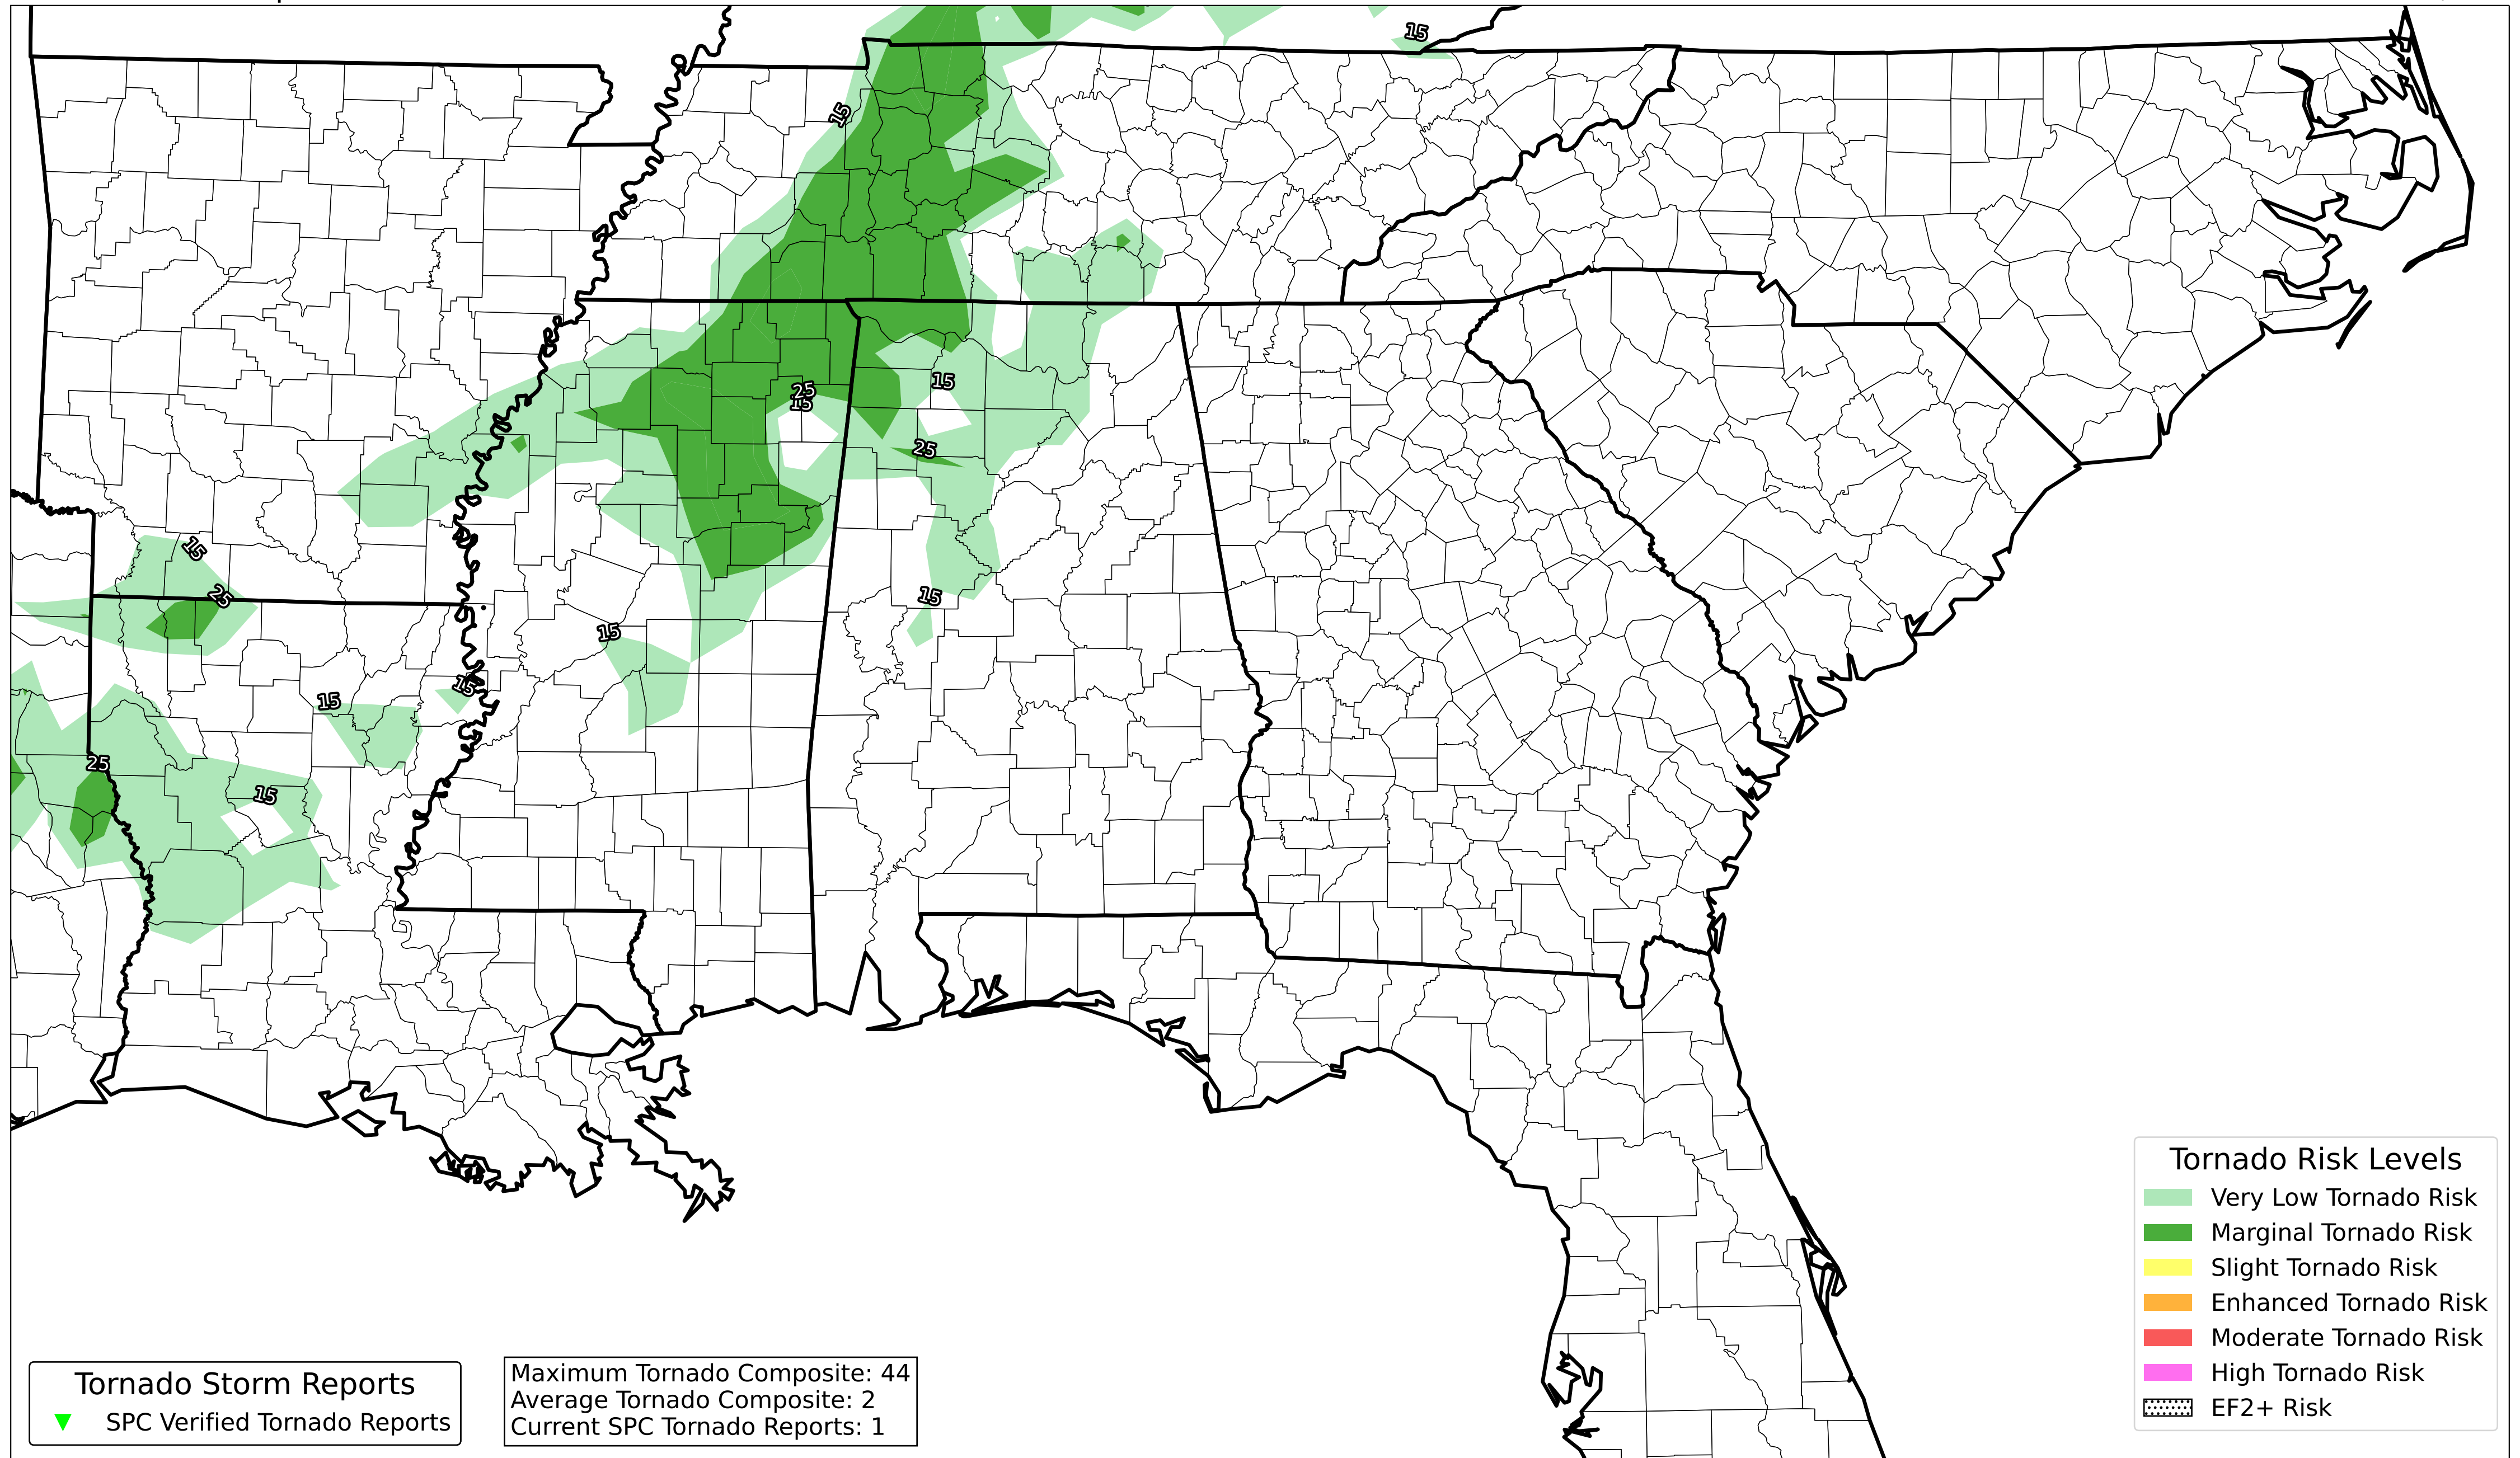 15
15
25
15
15
25
15
25
15
15
15
15
25
15
Tornado Risk Levels
Very Low Tornado Risk
Marginal Tornado Risk
Slight Tornado Risk
Enhanced Tornado Risk
Moderate Tornado Risk
High Tornado Risk
EF2+ Risk
Tornado Storm Reports
SPC Verified Tornado Reports
Maximum Tornado Composite: 44
Average Tornado Composite: 2
Current SPC Tornado Reports: 1